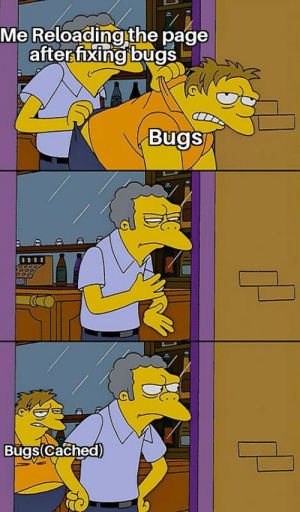 Me Reloading the page
after fixing bugs
Bugs
Bugs(Cached)